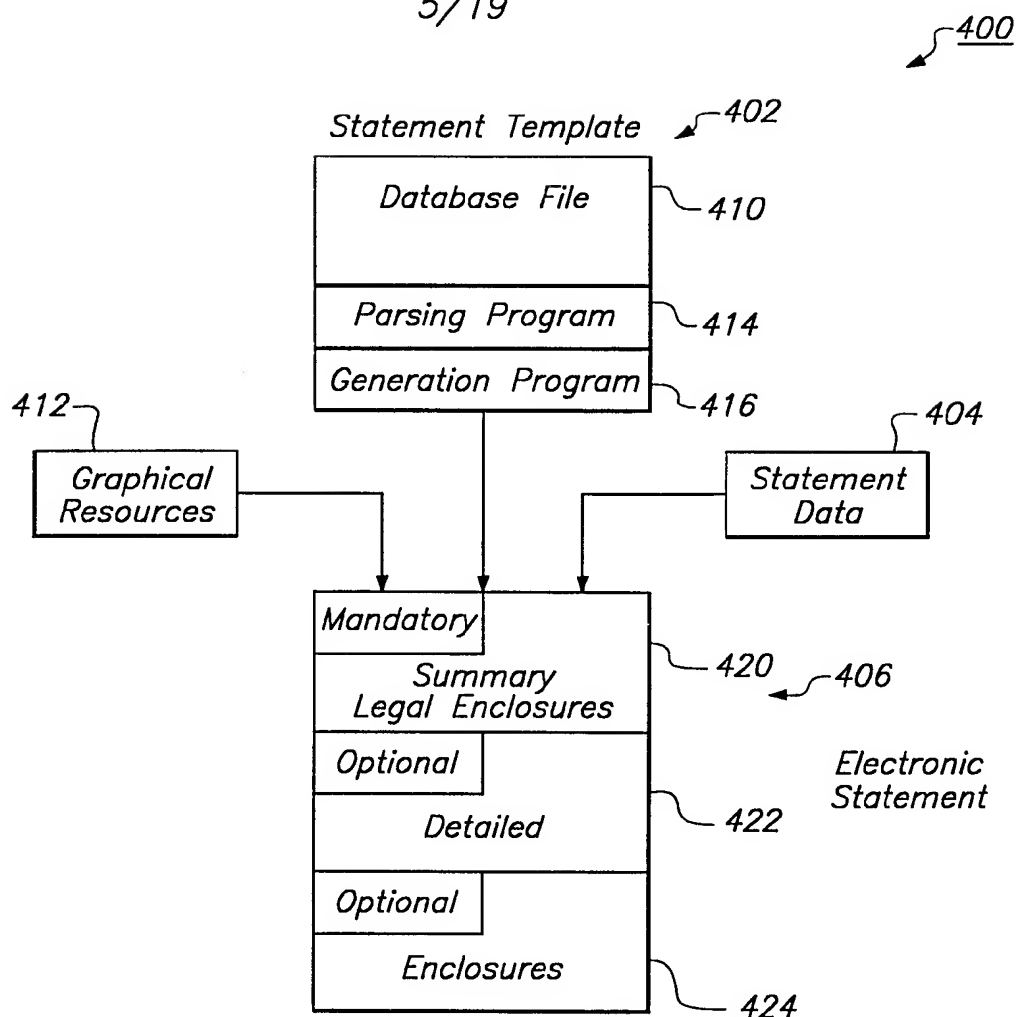 5/19
400
Statement Template
402
Database File
410
Parsing Program
414
Generation Program
416
412
404
Graphical
Resources
Statement
Data
Mandatory
420
Summary
Legal Enclosures
406
Optional
Electronic
Statement
Detailed
422
Optional
Enclosures
424